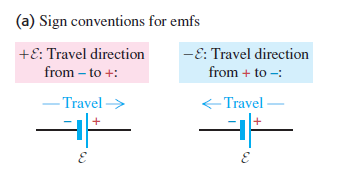 (a) Sign conventions for emfs
+ℰ: Travel direction
from – to +:
–ℰ: Travel direction
from + to –:
Travel
– +
ℰ
Travel
– +
ℰ